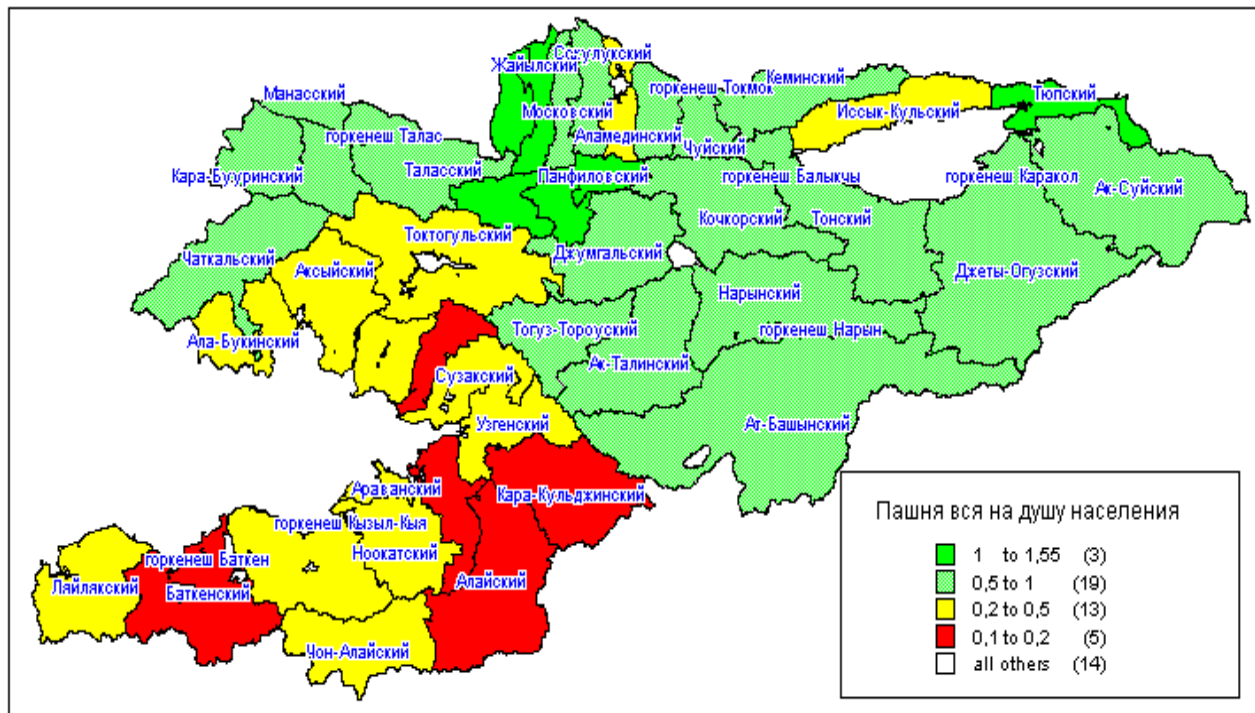 Сокулукский
Жайылский
Кеминский
горкенеш Токмок
Манасский
Тюпский
Иссык-Кульский
Московский
горкенеш Талас
Аламединский
Чуйский
Таласский
Кара-Бууринский
Панфиловский
горкенеш Балыкчы
горкенеш Каракол
Ак-Суйский
Кочкорский
Тонский
Токтогульский
Джумгальский
Чаткальский
Аксыйский
Джеты-Огузский
Нарынский
Тогуз-Тороуский
горкенеш Нарын
Ала-Букинский
Ак-Талинский
Сузакский
Узгенский
Ат-Башынский
Араванский
Кара-Кульджинский
горкенеш Кызыл-Кыя
Ноокатский
горкенеш Баткен
Ляйлякский
Баткенский
Алайский
Чон-Алайский
Пашня вся на душу населения
1 to 1,55 (3)
0,5 to 1 (19)
0,2 to 0,5 (13)
0,1 to 0,2 (5)
all others (14)